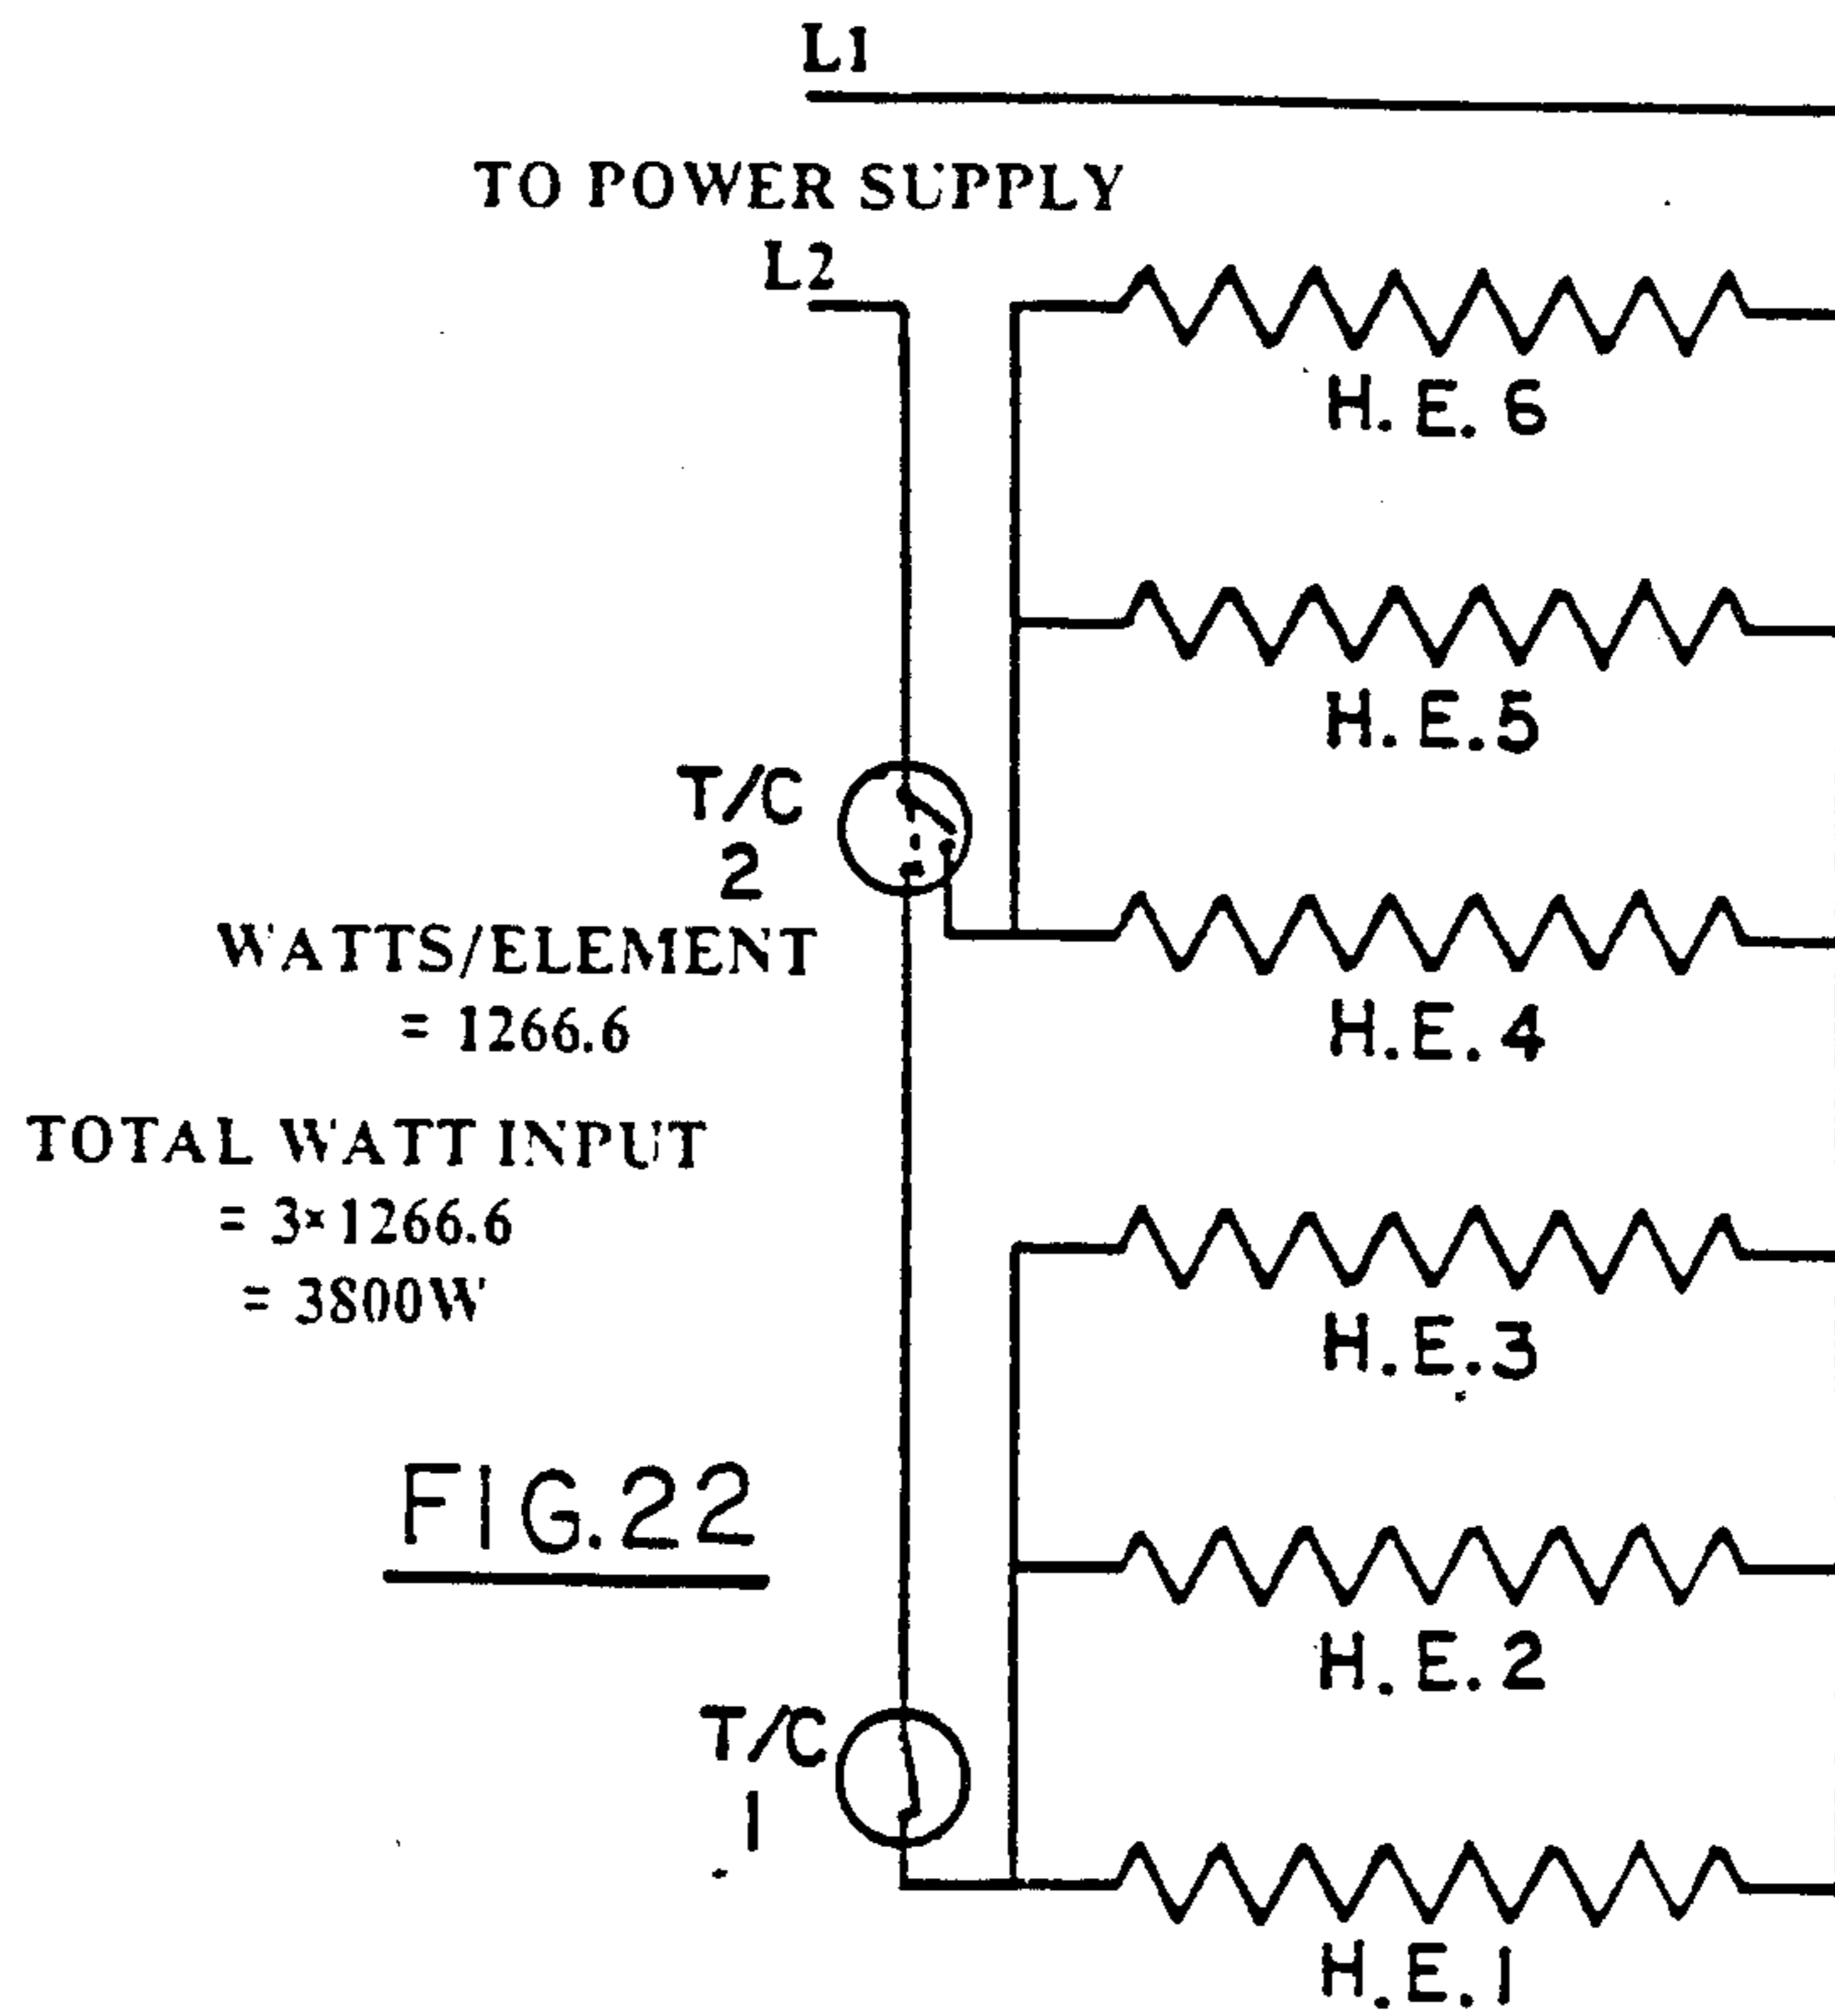 L1
TO POWER SUPPLY
L2
H.E.6
H.E.5
T/C
2
WATTS/ELEMENT
= 1266.6
H.E.4
TOTAL WATT INPUT
= 3×1266.6
= 3800W
H.E.3
FIG.22
H.E.2
T/C
1
H.E.1